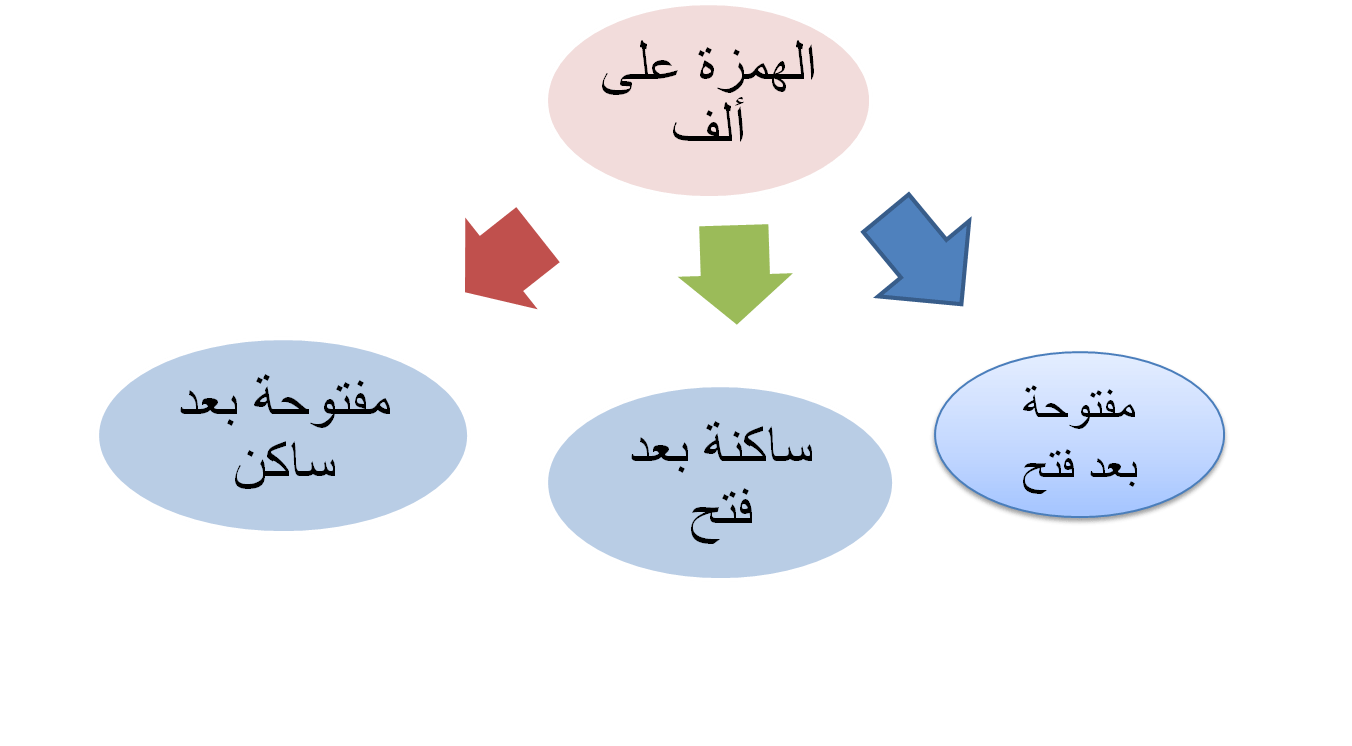 الهمزة على
ألف
مفتوحة
بعد فتح
ساكنة بعد
فتح
مفتوحة بعد
ساكن